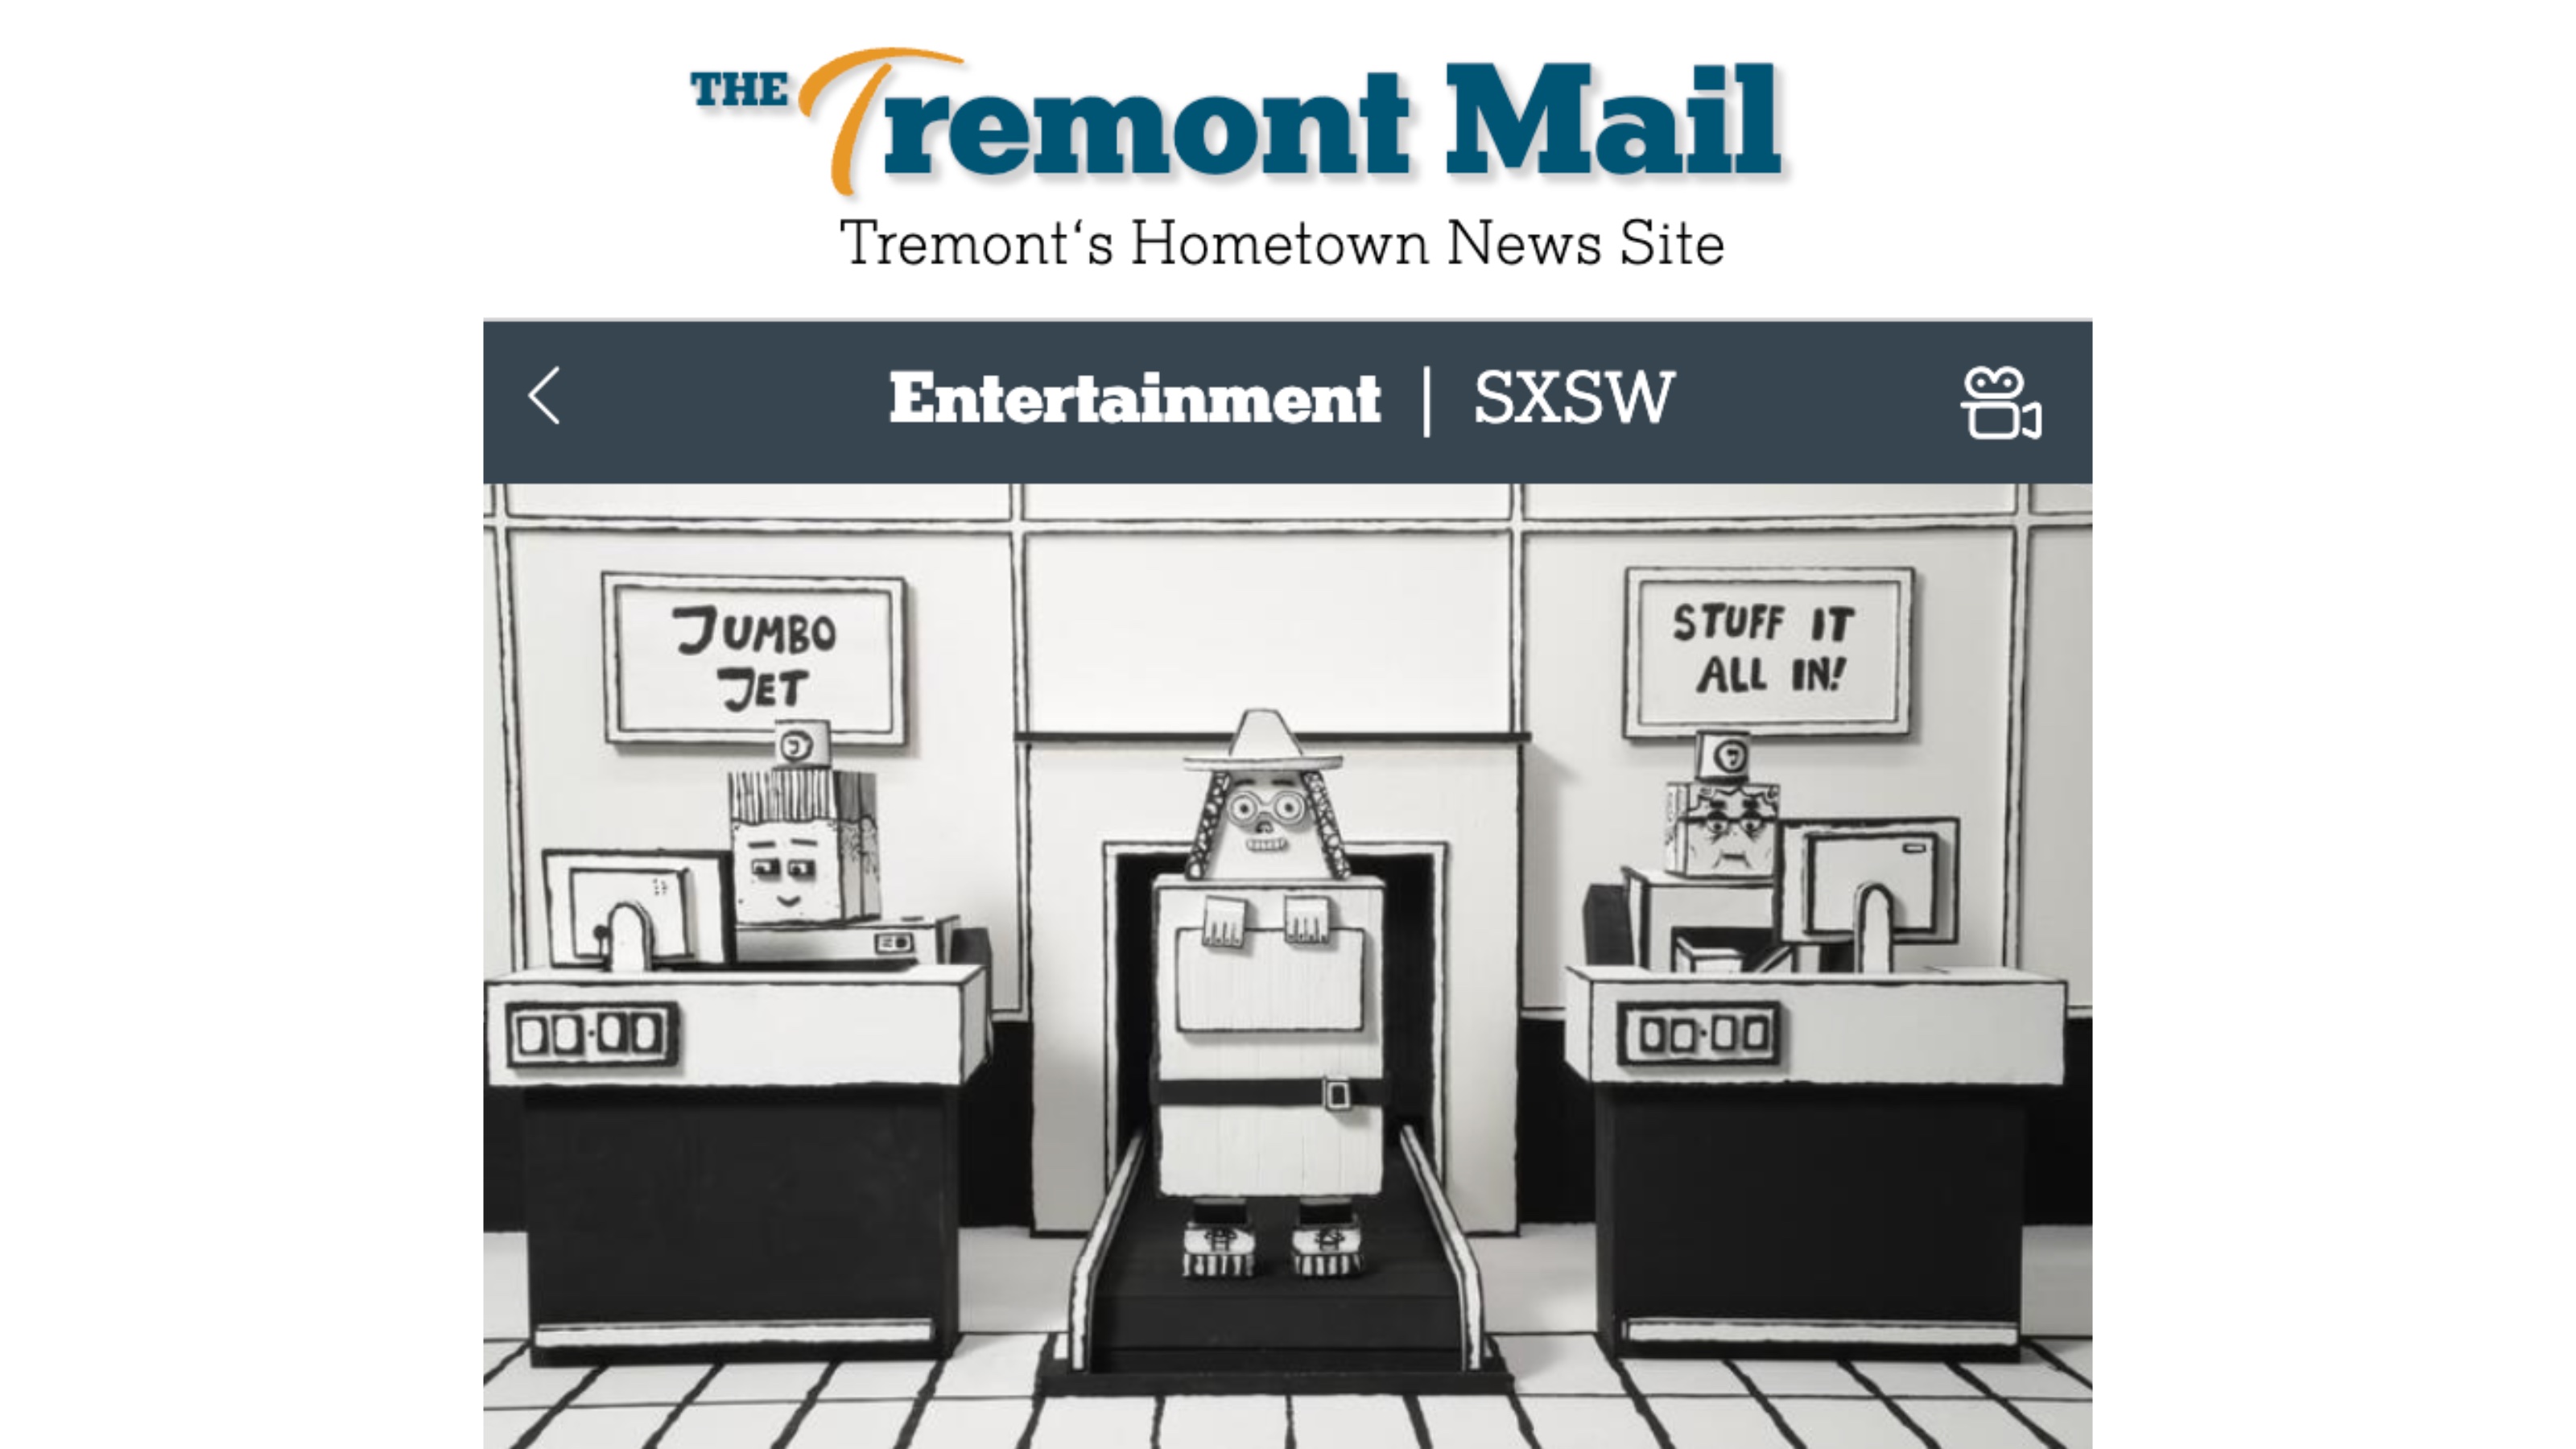 THE Tremont Mail
Tremont‘s Hometown News Site
Entertainment | SXSW
JUMBO
JET
STUFF IT
ALL IN!
J
J
00:00
00:00